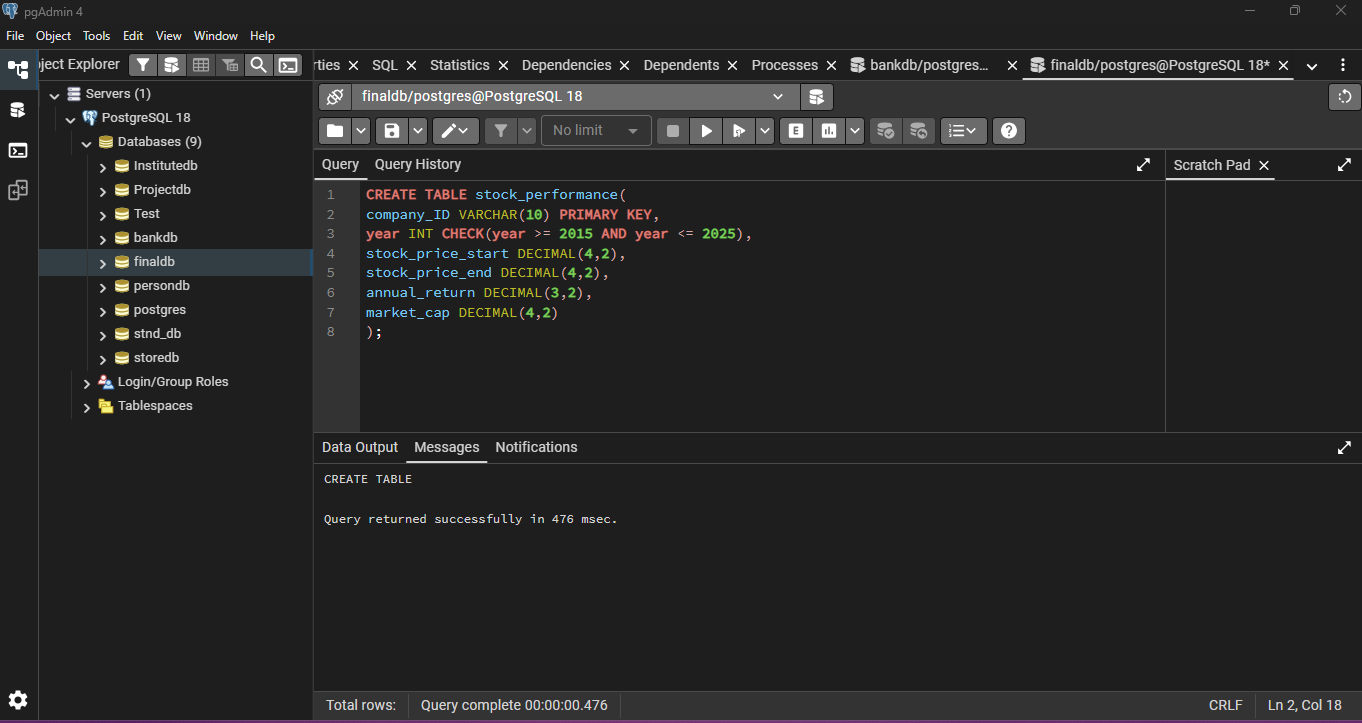 pgAdmin 4
File Object Tools Edit View Window Help
ject Explorer
rties SQL Statistics Dependencies Dependents Processes bankdb/postgres... finaldb/postgres@PostgreSQL 18*
Servers (1)
PostgreSQL 18
Databases (9)
Institutedb
Projectdb
Test
bankdb
finaldb
persondb
postgres
stnd_db
storedb
Login/Group Roles
Tablespaces
finaldb/postgres@PostgreSQL 18
No limit
E
Query Query History
Scratch Pad
1 CREATE TABLE stock_performance(
2 company_ID VARCHAR(10) PRIMARY KEY,
3 year INT CHECK(year >= 2015 AND year <= 2025),
4 stock_price_start DECIMAL(4,2),
5 stock_price_end DECIMAL(4,2),
6 annual_return DECIMAL(3,2),
7 market_cap DECIMAL(4,2)
8 );
Data Output Messages Notifications
CREATE TABLE
Query returned successfully in 476 msec.
Total rows: Query complete 00:00:00.476 CRLF Ln 2, Col 18